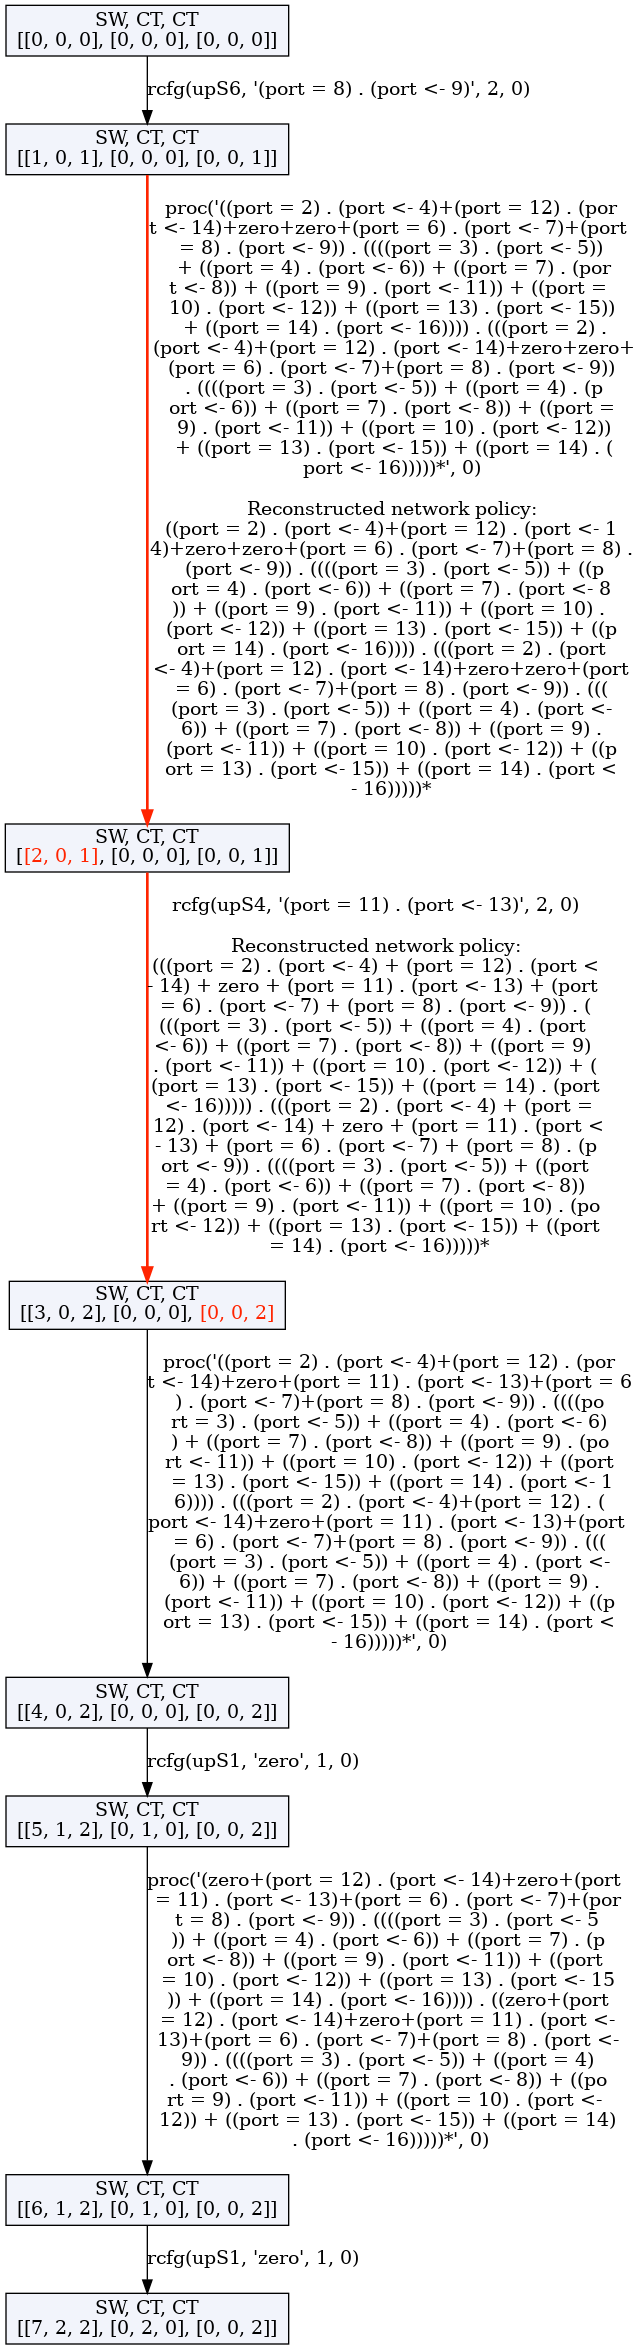 SW, CT, CT
[[0, 0, 0], [0, 0, 0], [0, 0, 0]]
rcfg(upS6, '(port = 8) . (port <- 9)', 2, 0)
SW, CT, CT
[[1, 0, 1], [0, 0, 0], [0, 0, 1]]
proc('((port = 2) . (port <- 4)+(port = 12) . (por
t <- 14)+zero+zero+(port = 6) . (port <- 7)+(port
= 8) . (port <- 9)) . ((((port = 3) . (port <- 5))
+ ((port = 4) . (port <- 6)) + ((port = 7) . (por
t <- 8)) + ((port = 9) . (port <- 11)) + ((port =
10) . (port <- 12)) + ((port = 13) . (port <- 15))
+ ((port = 14) . (port <- 16)))) . (((port = 2) .
(port <- 4)+(port = 12) . (port <- 14)+zero+zero+
(port = 6) . (port <- 7)+(port = 8) . (port <- 9))
. ((((port = 3) . (port <- 5)) + ((port = 4) . (p
ort <- 6)) + ((port = 7) . (port <- 8)) + ((port =
9) . (port <- 11)) + ((port = 10) . (port <- 12))
+ ((port = 13) . (port <- 15)) + ((port = 14) . (
port <- 16)))))*', 0)
Reconstructed network policy:
((port = 2) . (port <- 4)+(port = 12) . (port <- 1
4)+zero+zero+(port = 6) . (port <- 7)+(port = 8) .
(port <- 9)) . ((((port = 3) . (port <- 5)) + ((p
ort = 4) . (port <- 6)) + ((port = 7) . (port <- 8
)) + ((port = 9) . (port <- 11)) + ((port = 10) .
(port <- 12)) + ((port = 13) . (port <- 15)) + ((p
ort = 14) . (port <- 16)))) . (((port = 2) . (port
<- 4)+(port = 12) . (port <- 14)+zero+zero+(port
= 6) . (port <- 7)+(port = 8) . (port <- 9)) . (((
(port = 3) . (port <- 5)) + ((port = 4) . (port <-
6)) + ((port = 7) . (port <- 8)) + ((port = 9) .
(port <- 11)) + ((port = 10) . (port <- 12)) + ((p
ort = 13) . (port <- 15)) + ((port = 14) . (port <
- 16)))))*
SW, CT, CT
[[2, 0, 1], [0, 0, 0], [0, 0, 1]]
rcfg(upS4, '(port = 11) . (port <- 13)', 2, 0)
Reconstructed network policy:
(((port = 2) . (port <- 4) + (port = 12) . (port <
- 14) + zero + (port = 11) . (port <- 13) + (port
= 6) . (port <- 7) + (port = 8) . (port <- 9)) . (
(((port = 3) . (port <- 5)) + ((port = 4) . (port
<- 6)) + ((port = 7) . (port <- 8)) + ((port = 9)
. (port <- 11)) + ((port = 10) . (port <- 12)) + (
(port = 13) . (port <- 15)) + ((port = 14) . (port
<- 16))))) . (((port = 2) . (port <- 4) + (port =
12) . (port <- 14) + zero + (port = 11) . (port <
- 13) + (port = 6) . (port <- 7) + (port = 8) . (p
ort <- 9)) . ((((port = 3) . (port <- 5)) + ((port
= 4) . (port <- 6)) + ((port = 7) . (port <- 8))
+ ((port = 9) . (port <- 11)) + ((port = 10) . (po
rt <- 12)) + ((port = 13) . (port <- 15)) + ((port
= 14) . (port <- 16)))))*
SW, CT, CT
[[3, 0, 2], [0, 0, 0], [0, 0, 2]
proc('((port = 2) . (port <- 4)+(port = 12) . (por
t <- 14)+zero+(port = 11) . (port <- 13)+(port = 6
) . (port <- 7)+(port = 8) . (port <- 9)) . ((((po
rt = 3) . (port <- 5)) + ((port = 4) . (port <- 6)
) + ((port = 7) . (port <- 8)) + ((port = 9) . (po
rt <- 11)) + ((port = 10) . (port <- 12)) + ((port
= 13) . (port <- 15)) + ((port = 14) . (port <- 1
6)))) . (((port = 2) . (port <- 4)+(port = 12) . (
port <- 14)+zero+(port = 11) . (port <- 13)+(port
= 6) . (port <- 7)+(port = 8) . (port <- 9)) . (((
(port = 3) . (port <- 5)) + ((port = 4) . (port <-
6)) + ((port = 7) . (port <- 8)) + ((port = 9) .
(port <- 11)) + ((port = 10) . (port <- 12)) + ((p
ort = 13) . (port <- 15)) + ((port = 14) . (port <
- 16)))))*', 0)
SW, CT, CT
[[4, 0, 2], [0, 0, 0], [0, 0, 2]]
rcfg(upS1, 'zero', 1, 0)
SW, CT, CT
[[5, 1, 2], [0, 1, 0], [0, 0, 2]]
proc('(zero+(port = 12) . (port <- 14)+zero+(port
= 11) . (port <- 13)+(port = 6) . (port <- 7)+(por
t = 8) . (port <- 9)) . ((((port = 3) . (port <- 5
)) + ((port = 4) . (port <- 6)) + ((port = 7) . (p
ort <- 8)) + ((port = 9) . (port <- 11)) + ((port
= 10) . (port <- 12)) + ((port = 13) . (port <- 15
)) + ((port = 14) . (port <- 16)))) . ((zero+(port
= 12) . (port <- 14)+zero+(port = 11) . (port <-
13)+(port = 6) . (port <- 7)+(port = 8) . (port <-
9)) . ((((port = 3) . (port <- 5)) + ((port = 4)
. (port <- 6)) + ((port = 7) . (port <- 8)) + ((po
rt = 9) . (port <- 11)) + ((port = 10) . (port <-
12)) + ((port = 13) . (port <- 15)) + ((port = 14)
. (port <- 16)))))*', 0)
SW, CT, CT
[[6, 1, 2], [0, 1, 0], [0, 0, 2]]
rcfg(upS1, 'zero', 1, 0)
SW, CT, CT
[[7, 2, 2], [0, 2, 0], [0, 0, 2]]